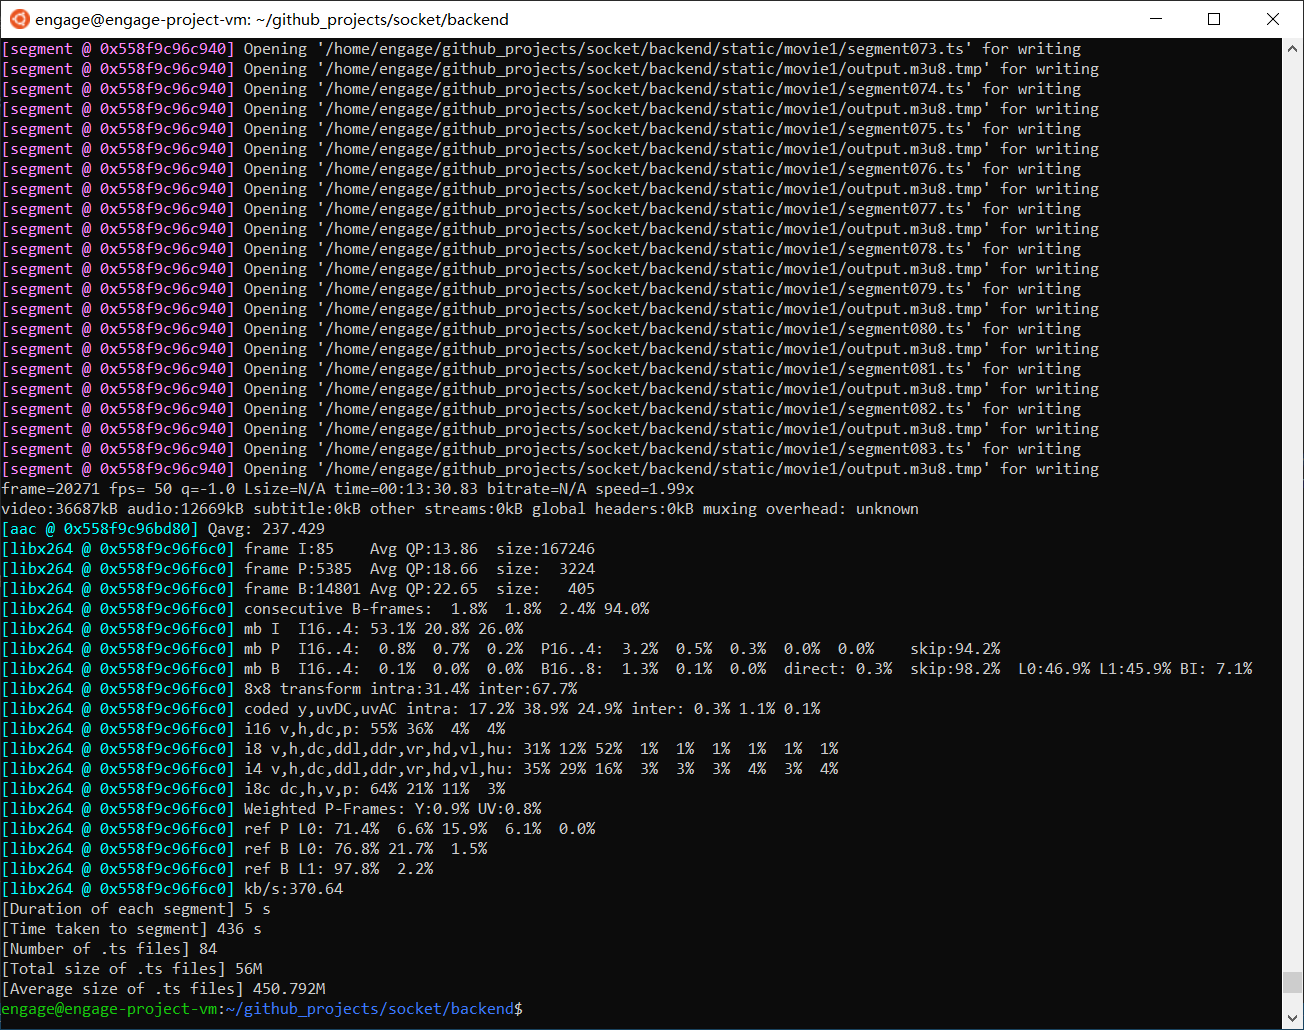 engage@engage-project-vm: ~/github_projects/socket/backend
[segment @ 0x558f9c96c940] Opening '/home/engage/github_projects/socket/backend/static/movie1/segment073.ts' for writing
[segment @ 0x558f9c96c940] Opening '/home/engage/github_projects/socket/backend/static/movie1/output.m3u8.tmp' for writing
[segment @ 0x558f9c96c940] Opening '/home/engage/github_projects/socket/backend/static/movie1/segment074.ts' for writing
[segment @ 0x558f9c96c940] Opening '/home/engage/github_projects/socket/backend/static/movie1/output.m3u8.tmp' for writing
[segment @ 0x558f9c96c940] Opening '/home/engage/github_projects/socket/backend/static/movie1/segment075.ts' for writing
[segment @ 0x558f9c96c940] Opening '/home/engage/github_projects/socket/backend/static/movie1/output.m3u8.tmp' for writing
[segment @ 0x558f9c96c940] Opening '/home/engage/github_projects/socket/backend/static/movie1/segment076.ts' for writing
[segment @ 0x558f9c96c940] Opening '/home/engage/github_projects/socket/backend/static/movie1/output.m3u8.tmp' for writing
[segment @ 0x558f9c96c940] Opening '/home/engage/github_projects/socket/backend/static/movie1/segment077.ts' for writing
[segment @ 0x558f9c96c940] Opening '/home/engage/github_projects/socket/backend/static/movie1/output.m3u8.tmp' for writing
[segment @ 0x558f9c96c940] Opening '/home/engage/github_projects/socket/backend/static/movie1/segment078.ts' for writing
[segment @ 0x558f9c96c940] Opening '/home/engage/github_projects/socket/backend/static/movie1/output.m3u8.tmp' for writing
[segment @ 0x558f9c96c940] Opening '/home/engage/github_projects/socket/backend/static/movie1/segment079.ts' for writing
[segment @ 0x558f9c96c940] Opening '/home/engage/github_projects/socket/backend/static/movie1/output.m3u8.tmp' for writing
[segment @ 0x558f9c96c940] Opening '/home/engage/github_projects/socket/backend/static/movie1/segment080.ts' for writing
[segment @ 0x558f9c96c940] Opening '/home/engage/github_projects/socket/backend/static/movie1/output.m3u8.tmp' for writing
[segment @ 0x558f9c96c940] Opening '/home/engage/github_projects/socket/backend/static/movie1/segment081.ts' for writing
[segment @ 0x558f9c96c940] Opening '/home/engage/github_projects/socket/backend/static/movie1/output.m3u8.tmp' for writing
[segment @ 0x558f9c96c940] Opening '/home/engage/github_projects/socket/backend/static/movie1/segment082.ts' for writing
[segment @ 0x558f9c96c940] Opening '/home/engage/github_projects/socket/backend/static/movie1/output.m3u8.tmp' for writing
[segment @ 0x558f9c96c940] Opening '/home/engage/github_projects/socket/backend/static/movie1/segment083.ts' for writing
[segment @ 0x558f9c96c940] Opening '/home/engage/github_projects/socket/backend/static/movie1/output.m3u8.tmp' for writing
frame=20271 fps= 50 q=-1.0 Lsize=N/A time=00:13:30.83 bitrate=N/A speed=1.99x
video:36687kB audio:12669kB subtitle:0kB other streams:0kB global headers:0kB muxing overhead: unknown
[aac @ 0x558f9c96bd80] Qavg: 237.429
[libx264 @ 0x558f9c96f6c0] frame I:85    Avg QP:13.86  size:167246
[libx264 @ 0x558f9c96f6c0] frame P:5385  Avg QP:18.66  size:  3224
[libx264 @ 0x558f9c96f6c0] frame B:14801 Avg QP:22.65  size:   405
[libx264 @ 0x558f9c96f6c0] consecutive B-frames:  1.8%  1.8%  2.4% 94.0%
[libx264 @ 0x558f9c96f6c0] mb I  I16..4: 53.1% 20.8% 26.0%
[libx264 @ 0x558f9c96f6c0] mb P  I16..4:  0.8%  0.7%  0.2%  P16..4:  3.2%  0.5%  0.3%  0.0%  0.0%    skip:94.2%
[libx264 @ 0x558f9c96f6c0] mb B  I16..4:  0.1%  0.0%  0.0%  B16..8:  1.3%  0.1%  0.0%  direct: 0.3%  skip:98.2%  L0:46.9% L1:45.9% BI: 7.1%
[libx264 @ 0x558f9c96f6c0] 8x8 transform intra:31.4% inter:67.7%
[libx264 @ 0x558f9c96f6c0] coded y,uvDC,uvAC intra: 17.2% 38.9% 24.9% inter: 0.3% 1.1% 0.1%
[libx264 @ 0x558f9c96f6c0] i16 v,h,dc,p: 55% 36%  4%  4%
[libx264 @ 0x558f9c96f6c0] i8 v,h,dc,ddl,ddr,vr,hd,vl,hu: 31% 12% 52%  1%  1%  1%  1%  1%  1%
[libx264 @ 0x558f9c96f6c0] i4 v,h,dc,ddl,ddr,vr,hd,vl,hu: 35% 29% 16%  3%  3%  3%  4%  3%  4%
[libx264 @ 0x558f9c96f6c0] i8c dc,h,v,p: 64% 21% 11%  3%
[libx264 @ 0x558f9c96f6c0] Weighted P-Frames: Y:0.9% UV:0.8%
[libx264 @ 0x558f9c96f6c0] ref P L0: 71.4%  6.6% 15.9%  6.1%  0.0%
[libx264 @ 0x558f9c96f6c0] ref B L0: 76.8% 21.7%  1.5%
[libx264 @ 0x558f9c96f6c0] ref B L1: 97.8%  2.2%
[libx264 @ 0x558f9c96f6c0] kb/s:370.64
[Duration of each segment] 5 s
[Time taken to segment] 436 s
[Number of .ts files] 84
[Total size of .ts files] 56M
[Average size of .ts files] 450.792M
engage@engage-project-vm:~/github_projects/socket/backend$